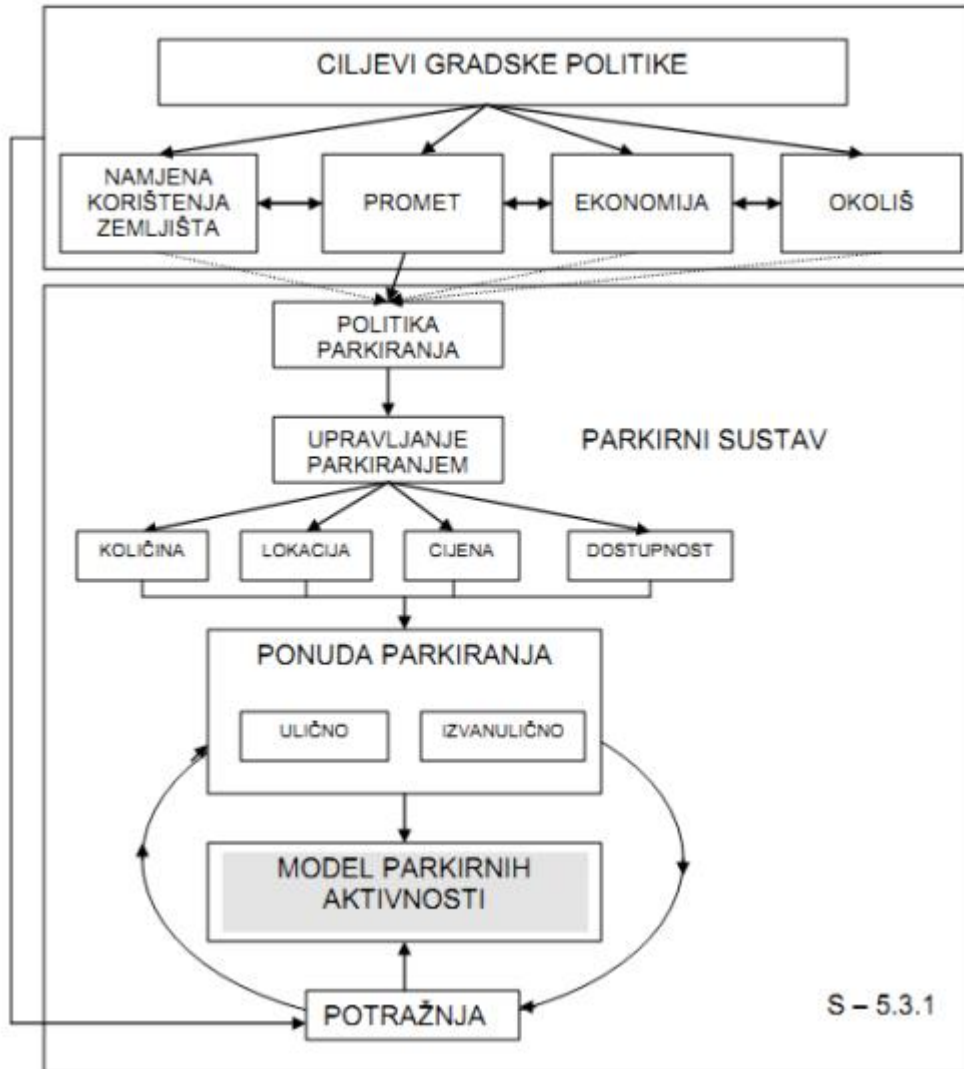 CILJEVI GRADSKE POLITIKE
NAMJENA
KORIŠTENJA
ZEMLJIŠTA
PROMET
EKONOMIJA
OKOLIŠ
POLITIKA
PARKIRANJA
UPRAVLJANJE
PARKIRANJEM
PARKIRNI SUSTAV
KOLIČINA
LOKACIJA
CIJENA
DOSTUPNOST
PONUDA PARKIRANJA
ULIČNO
IZVANULIČNO
MODEL PARKIRNIH
AKTIVNOSTI
POTRAŽNJA
S – 5.3.1